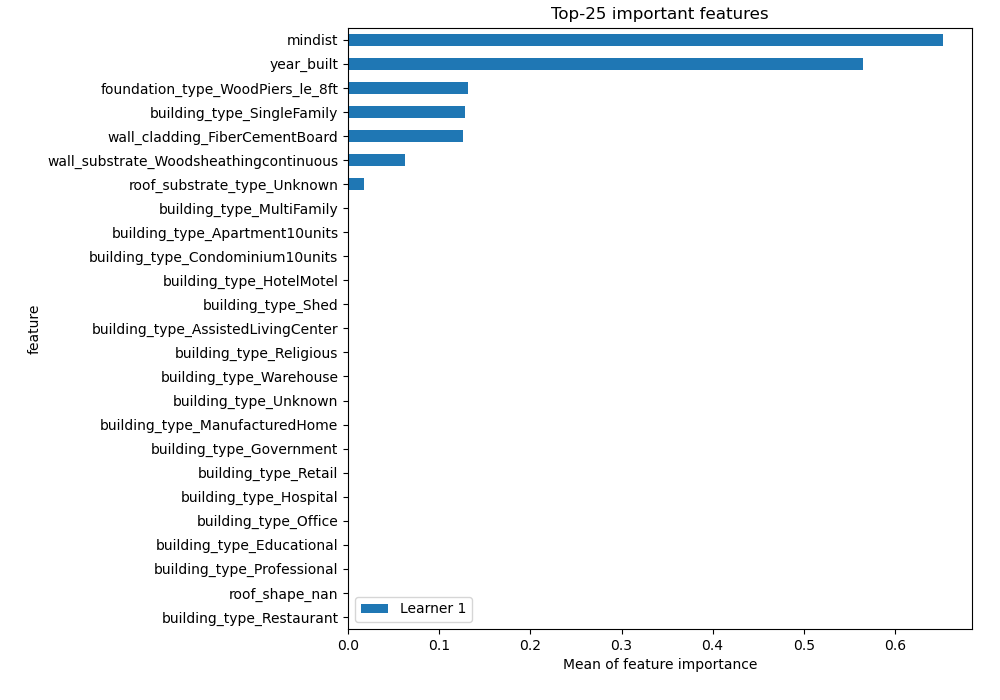 Top-25 important features
mindist
year_built
foundation_type_WoodPiers_le_8ft
building_type_SingleFamily
wall_cladding_FiberCementBoard
wall_substrate_Woodsheathingcontinuous
roof_substrate_type_Unknown
building_type_MultiFamily
building_type_Apartment10units
building_type_Condominium10units
building_type_HotelMotel
building_type_Shed
building_type_AssistedLivingCenter
building_type_Religious
building_type_Warehouse
building_type_Unknown
building_type_ManufacturedHome
building_type_Government
building_type_Retail
building_type_Hospital
building_type_Office
building_type_Educational
building_type_Professional
roof_shape_nan
building_type_Restaurant
feature
Learner 1
0.0 0.1 0.2 0.3 0.4 0.5 0.6
Mean of feature importance